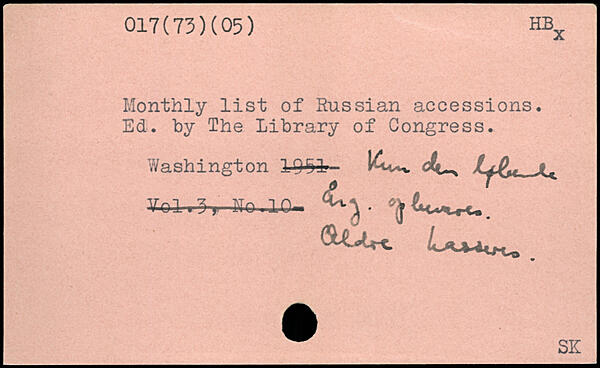 017(73)(05) HBx
Monthly list of Russian accessions.
Ed. by The Library of Congress.
Washington 1951- Kun den løbende
Vol.3, No.10- Årg. opbevares.
Ældre kasseres.
SK